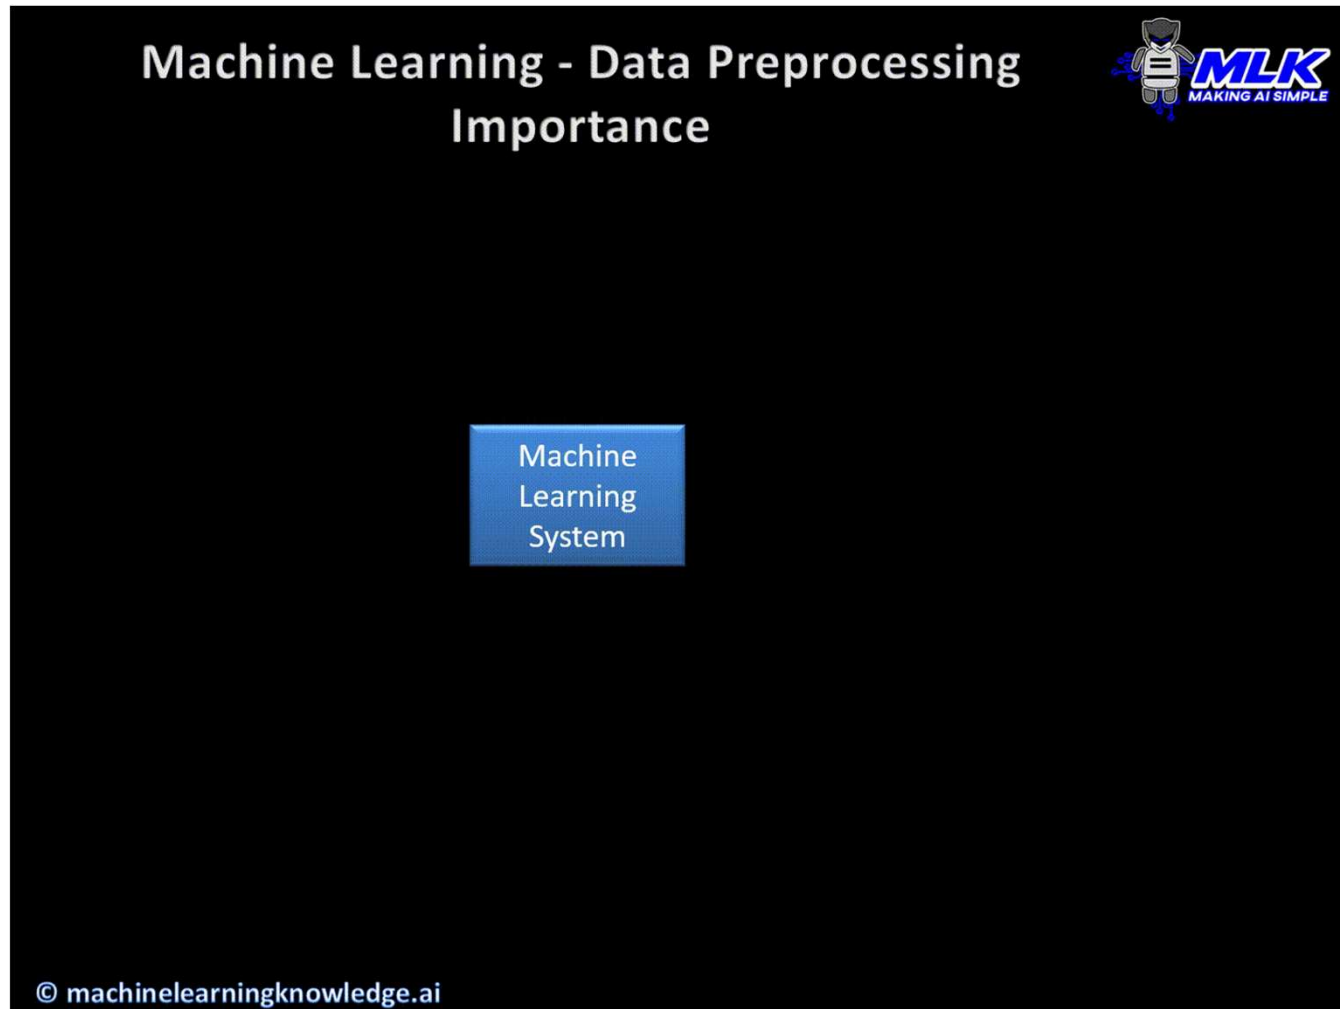 Machine Learning - Data Preprocessing
Importance
MLK
MAKING AI SIMPLE
Machine
Learning
System
© machinelearningknowledge.ai